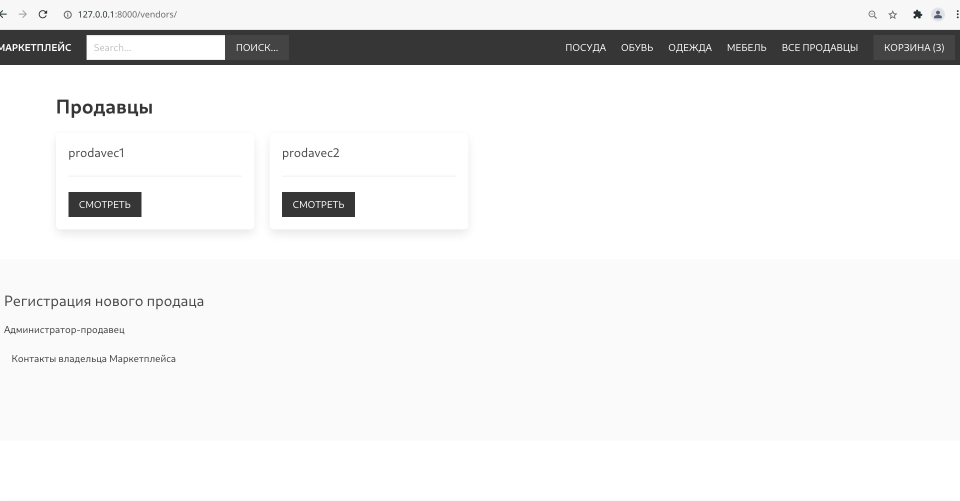 127.0.0.1:8000/vendors/
МАРКЕТПЛЕЙС Search... ПОИСК... ПОСУДА ОБУВЬ ОДЕЖДА МЕБЕЛЬ ВСЕ ПРОДАВЦЫ КОРЗИНА (3)
Продавцы
prodavec1 prodavec2
СМОТРЕТЬ СМОТРЕТЬ
Регистрация нового продаца
Администратор-продавец
Контакты владельца Маркетплейса